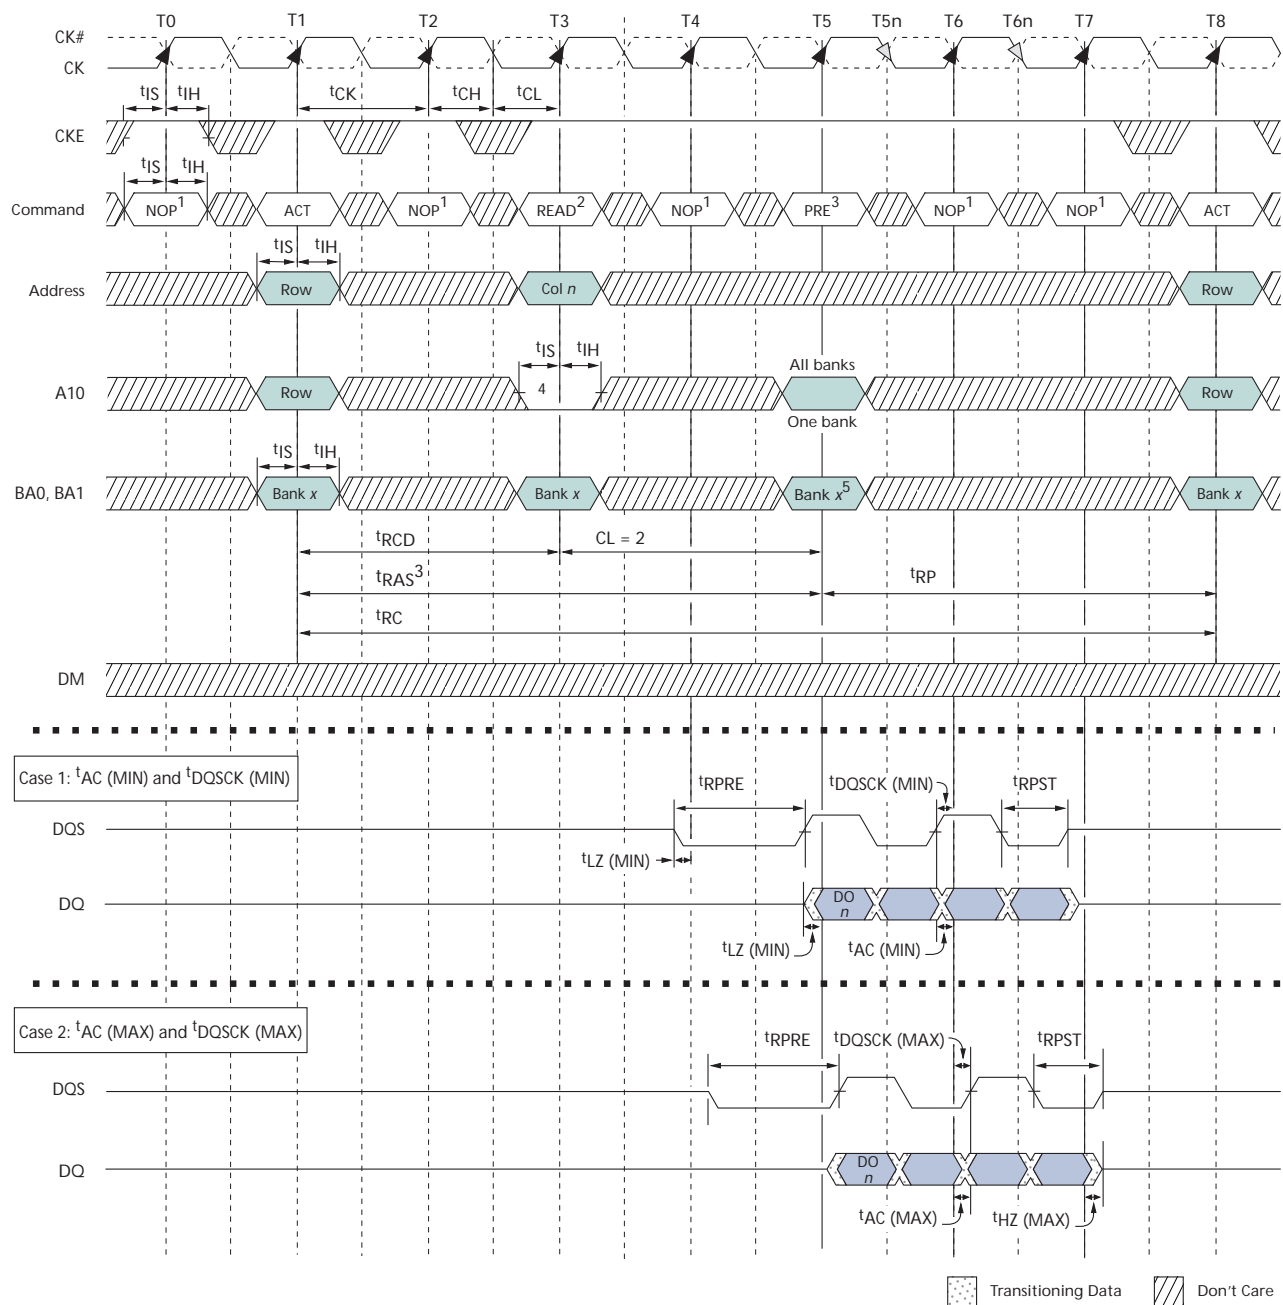 T0 T1 T2 T3 T4 T5 T5n T6 T6n T7 T8
CK#
CK
tIS tIH tCK tCH tCL
CKE
tIS tIH
Command NOP1 ACT NOP1 READ2 NOP1 PRE3 NOP1 NOP1 ACT
tIS tIH
Address Row Col n Row
tIS tIH All banks
A10 Row 4 Row
One bank
tIS tIH
BA0, BA1 Bank x Bank x Bank x5 Bank x
tRCD CL = 2
tRAS3 tRP
tRC
DM
Case 1: tAC (MIN) and tDQSCK (MIN)
tRPRE tDQSCK (MIN) tRPST
DQS
tLZ (MIN)
DQ DO n
tLZ (MIN) tAC (MIN)
Case 2: tAC (MAX) and tDQSCK (MAX)
tRPRE tDQSCK (MAX) tRPST
DQS
DQ DO n
tAC (MAX) tHZ (MAX)
Transitioning Data Don't Care